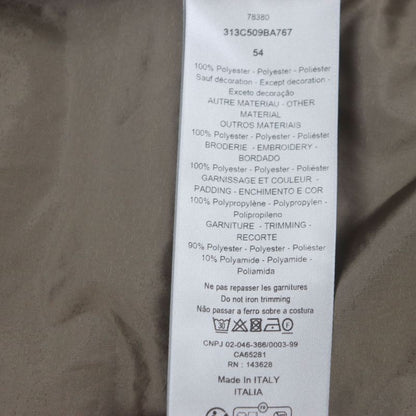 78380
313C509BA767
54
100% Polyester - Polyester - Poliéster
Sauf décoration - Except decoration -
Exceto decoração
AUTRE MATERIAU - OTHER
MATERIAL
OUTROS MATERIAIS
100% Polyester - Polyester - Poliéster
BRODERIE - EMBROIDERY -
BORDADO
100% Polyester - Polyester - Poliéster
GARNISSAGE ET COULEUR -
PADDING - ENCHIMENTO E COR
100% Polypropylène - Polypropylen -
Polipropileno
GARNITURE - TRIMMING -
RECORTE
90% Polyester - Polyester - Poliéster
10% Polyamide - Polyamide -
Poliamida
Ne pas repasser les garnitures
Do not iron trimming
Não passar a ferro sobre a costura
CNPJ 02-046-366/0003-99
CA65281
RN : 143628
Made In ITALY
ITALIA